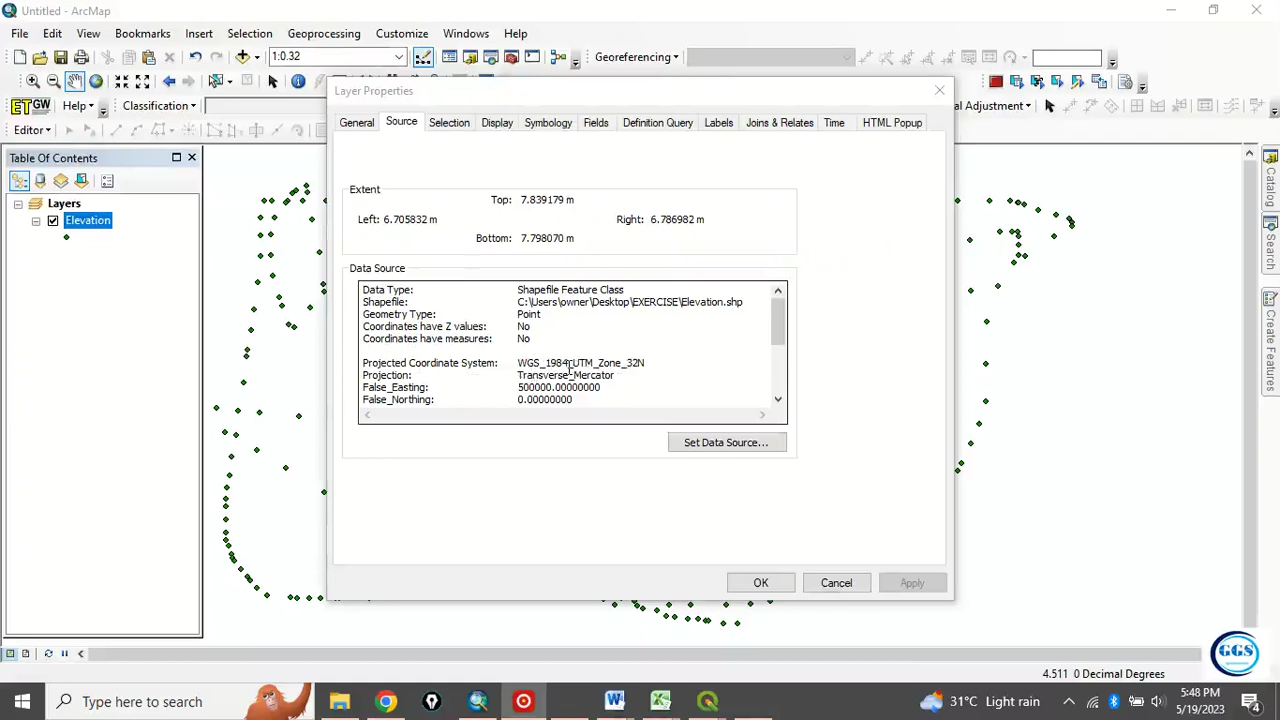 Untitled - ArcMap
File Edit View Bookmarks Insert Selection Geoprocessing Customize Windows Help
1:0.32
Georeferencing
ETGW Help Classification
al Adjustment
Editor
Layer Properties
General Source Selection Display Symbology Fields Definition Query Labels Joins & Relates Time HTML Popup
Table Of Contents
Layers
Elevation
Extent
Top: 7.839179 m
Left: 6.705832 m Right: 6.786982 m
Bottom: 7.798070 m
Data Source
Data Type: Shapefile Feature Class
Shapefile: C:\Users\owner\Desktop\EXERCISE\Elevation.shp
Geometry Type: Point
Coordinates have Z values: No
Coordinates have measures: No
Projected Coordinate System: WGS_1984_UTM_Zone_32N
Projection: Transverse_Mercator
False_Easting: 500000.00000000
False_Northing: 0.00000000
Set Data Source...
OK Cancel Apply
Catalog
Search
Create Features
GGS
4.511 0 Decimal Degrees
Type here to search
31°C Light rain
5:48 PM
5/19/2023
4